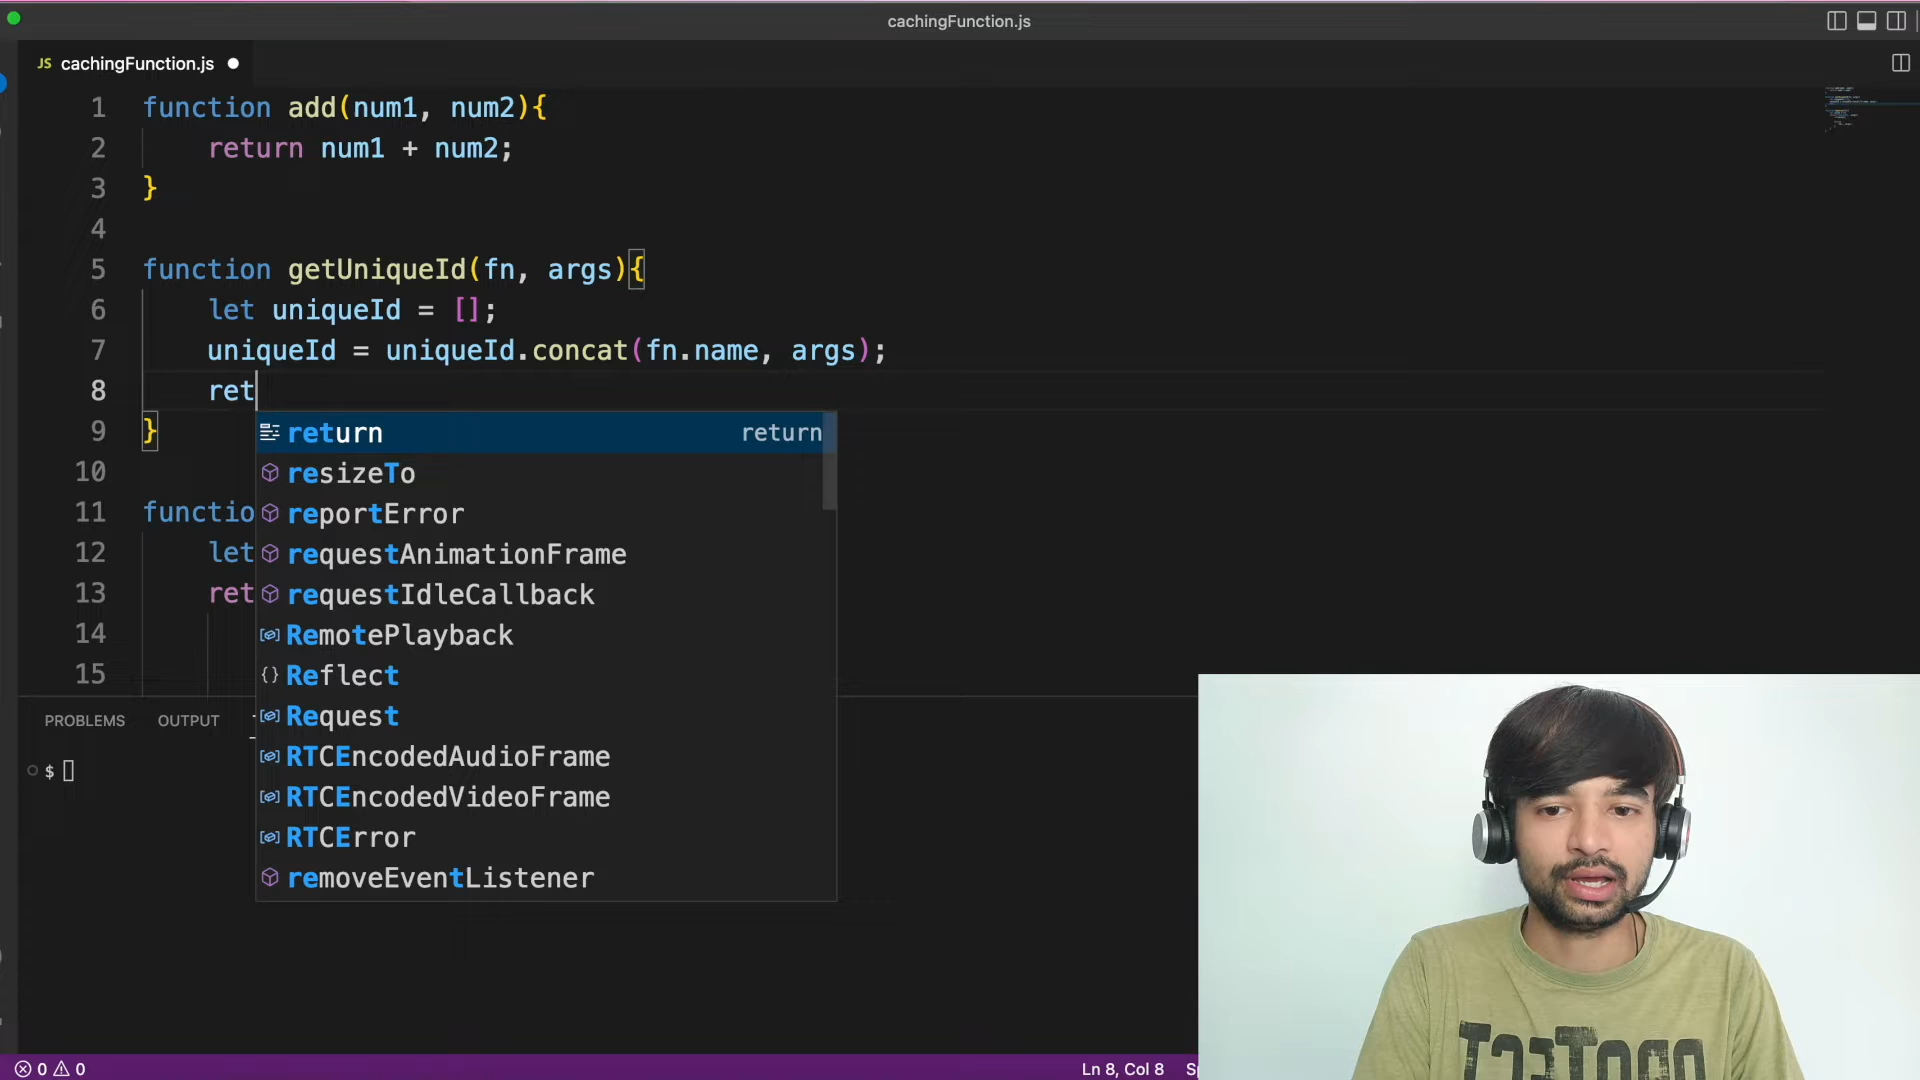 cachingFunction.js
JS cachingFunction.js
1 function add(num1, num2){
2 return num1 + num2;
3 }
4
5 function getUniqueId(fn, args){
6 let uniqueId = [];
7 uniqueId = uniqueId.concat(fn.name, args);
8 ret
9 }
return return
10
resizeTo
11 functio
reportError
12 let
requestAnimationFrame
13 ret
requestIdleCallback
14
RemotePlayback
15
Reflect
Request
RTCEncodedAudioFrame
RTCEncodedVideoFrame
RTCError
removeEventListener
PROBLEMS OUTPUT
$
0 0
Ln 8, Col 8